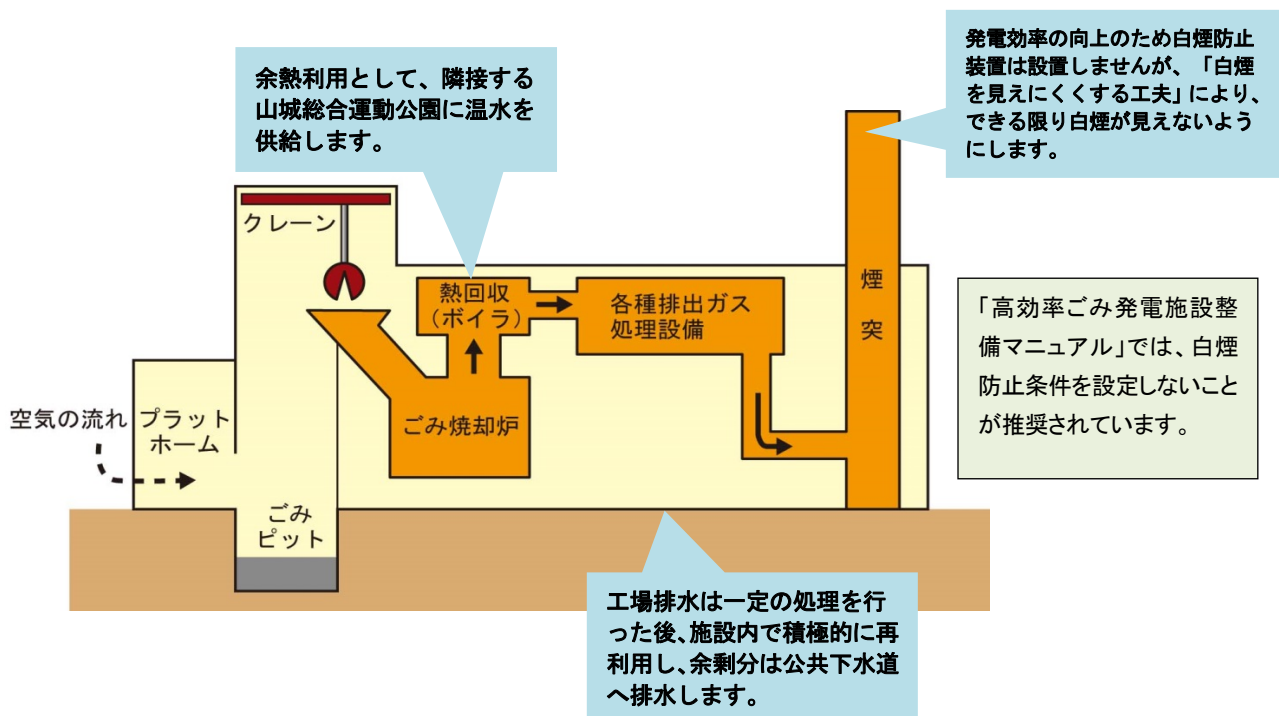 発電効率の向上のため白煙防止
装置は設置しませんが、「白煙
を見えにくくする工夫」により、
できる限り白煙が見えないよう
にします。
余熱利用として、隣接する
山城総合運動公園に温水を
供給します。
クレーン
熱回収
（ボイラ）
各種排出ガス
処理設備
煙
突
「高効率ごみ発電施設整
備マニュアル」では、白煙
防止条件を設定しないこと
が推奨されています。
空気の流れ
プラット
ホーム
ごみ焼却炉
ごみ
ピット
工場排水は一定の処理を行
った後、施設内で積極的に再
利用し、余剰分は公共下水道
へ排水します。